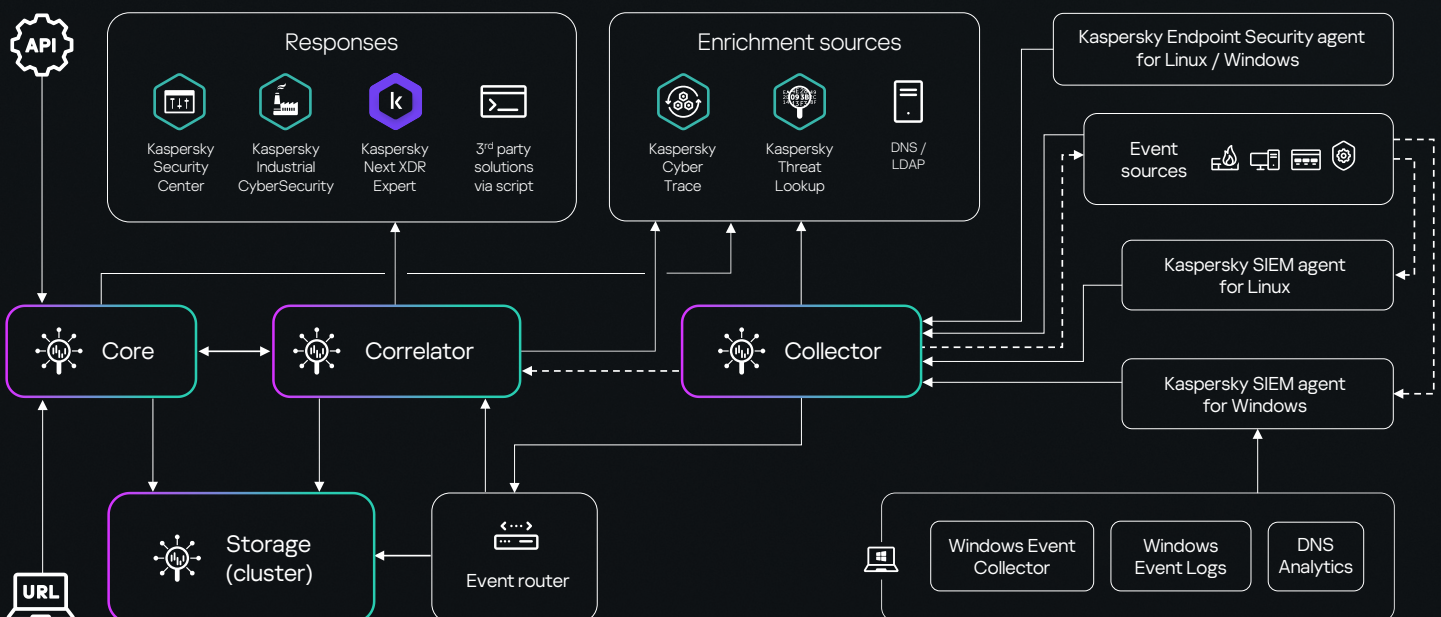 API
Responses
Kaspersky
Security
Center
Kaspersky
Industrial
CyberSecurity
k
Kaspersky
Next XDR
Expert
3rd party
solutions
via script
Enrichment sources
Kaspersky
Cyber
Trace
Kaspersky
Threat
Lookup
DNS /
LDAP
Kaspersky Endpoint Security agent
for Linux / Windows
Event
sources
Kaspersky SIEM agent
for Linux
Kaspersky SIEM agent
for Windows
Core
Correlator
Collector
Storage
(cluster)
Event router
Windows Event
Collector
Windows
Event Logs
DNS
Analytics
URL